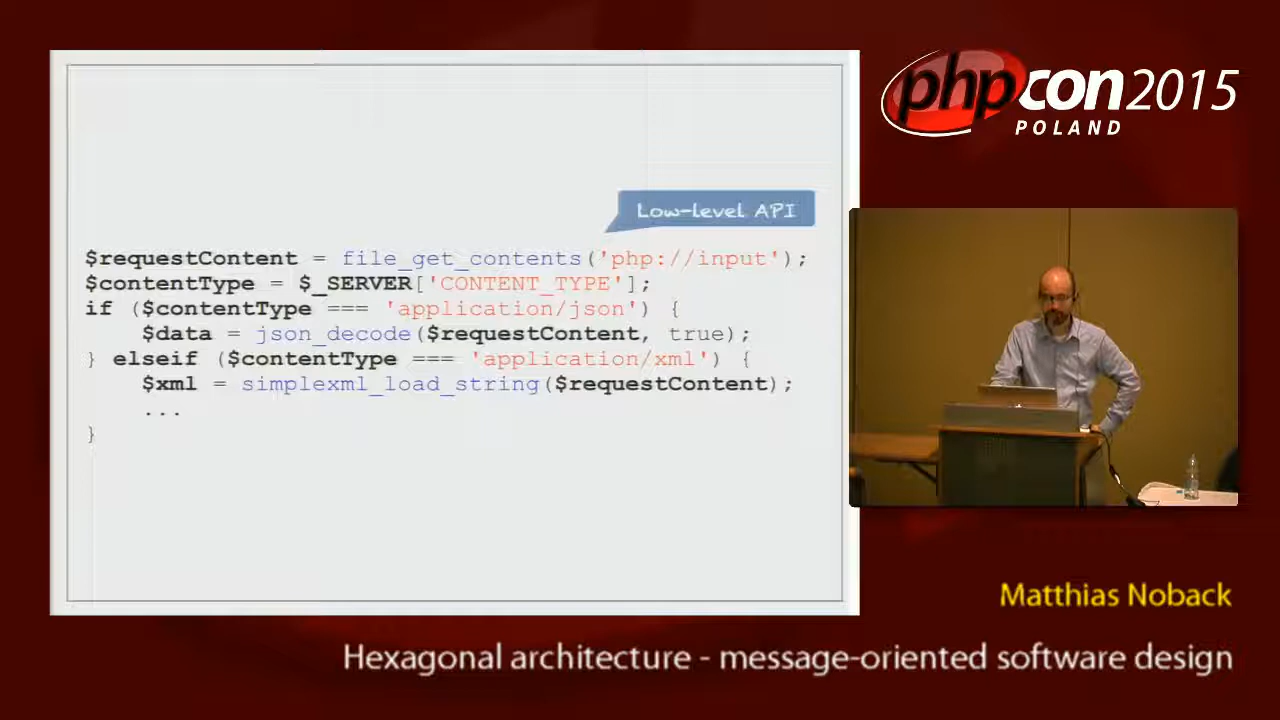 Low-level API
$requestContent = file_get_contents('php://input');
$contentType = $_SERVER['CONTENT_TYPE'];
if ($contentType === 'application/json') {
    $data = json_decode($requestContent, true);
} elseif ($contentType === 'application/xml') {
    $xml = simplexml_load_string($requestContent);
    ...
}
phpcon2015
POLAND
Matthias Noback
Hexagonal architecture - message-oriented software design